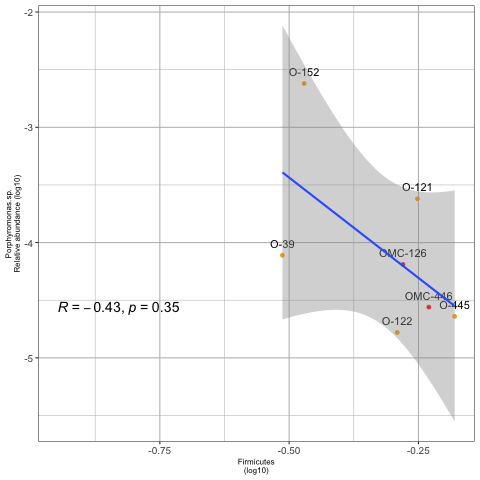 -2
-3
-4
-5
Porphyromonas.sp.
Relative abundance (log10)
O-152
O-121
O-39
OMC-126
OMC-446
O-445
O-122
R = −0.43, p = 0.35
-0.75
-0.50
-0.25
Firmicutes
(log10)